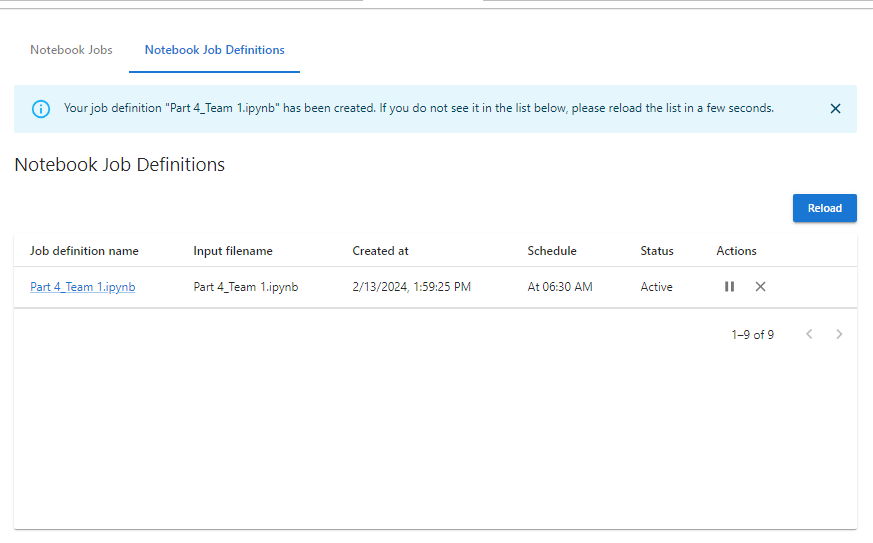 Notebook Jobs Notebook Job Definitions
Your job definition "Part 4_Team 1.ipynb" has been created. If you do not see it in the list below, please reload the list in a few seconds.
Notebook Job Definitions
Reload
Job definition name Input filename Created at Schedule Status Actions
Part 4_Team 1.ipynb Part 4_Team 1.ipynb 2/13/2024, 1:59:25 PM At 06:30 AM Active
1–9 of 9